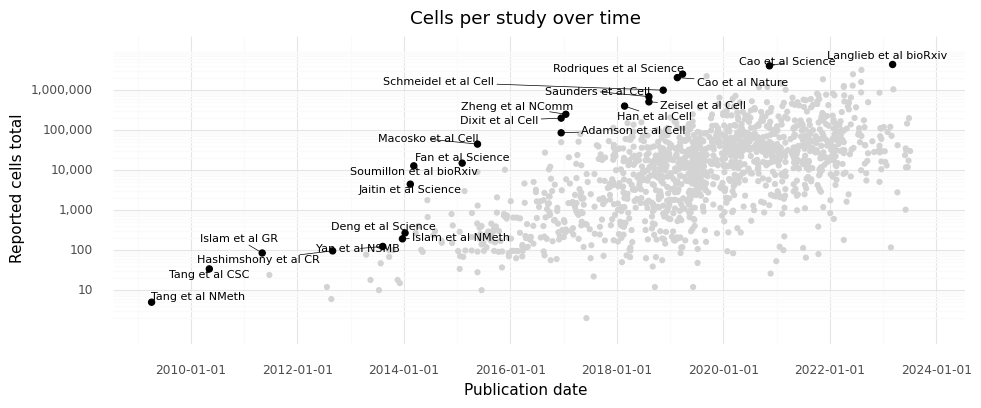 Cells per study over time
Langlieb et al bioRxiv
Cao et al Science
Rodriques et al Science
Schmeidel et al Cell
Cao et al Nature
Saunders et al Cell
Zeisel et al Cell
Zheng et al NComm
Han et al Cell
Dixit et al Cell
Adamson et al Cell
Macosko et al Cell
Fan et al Science
Soumillon et al bioRxiv
Jaitin et al Science
Deng et al Science
Islam et al GR
Islam et al NMeth
Yan et al NSMB
Hashimshony et al CR
Tang et al CSC
Tang et al NMeth
1,000,000
100,000
10,000
1,000
100
10
Reported cells total
2010-01-01 2012-01-01 2014-01-01 2016-01-01 2018-01-01 2020-01-01 2022-01-01 2024-01-01
Publication date